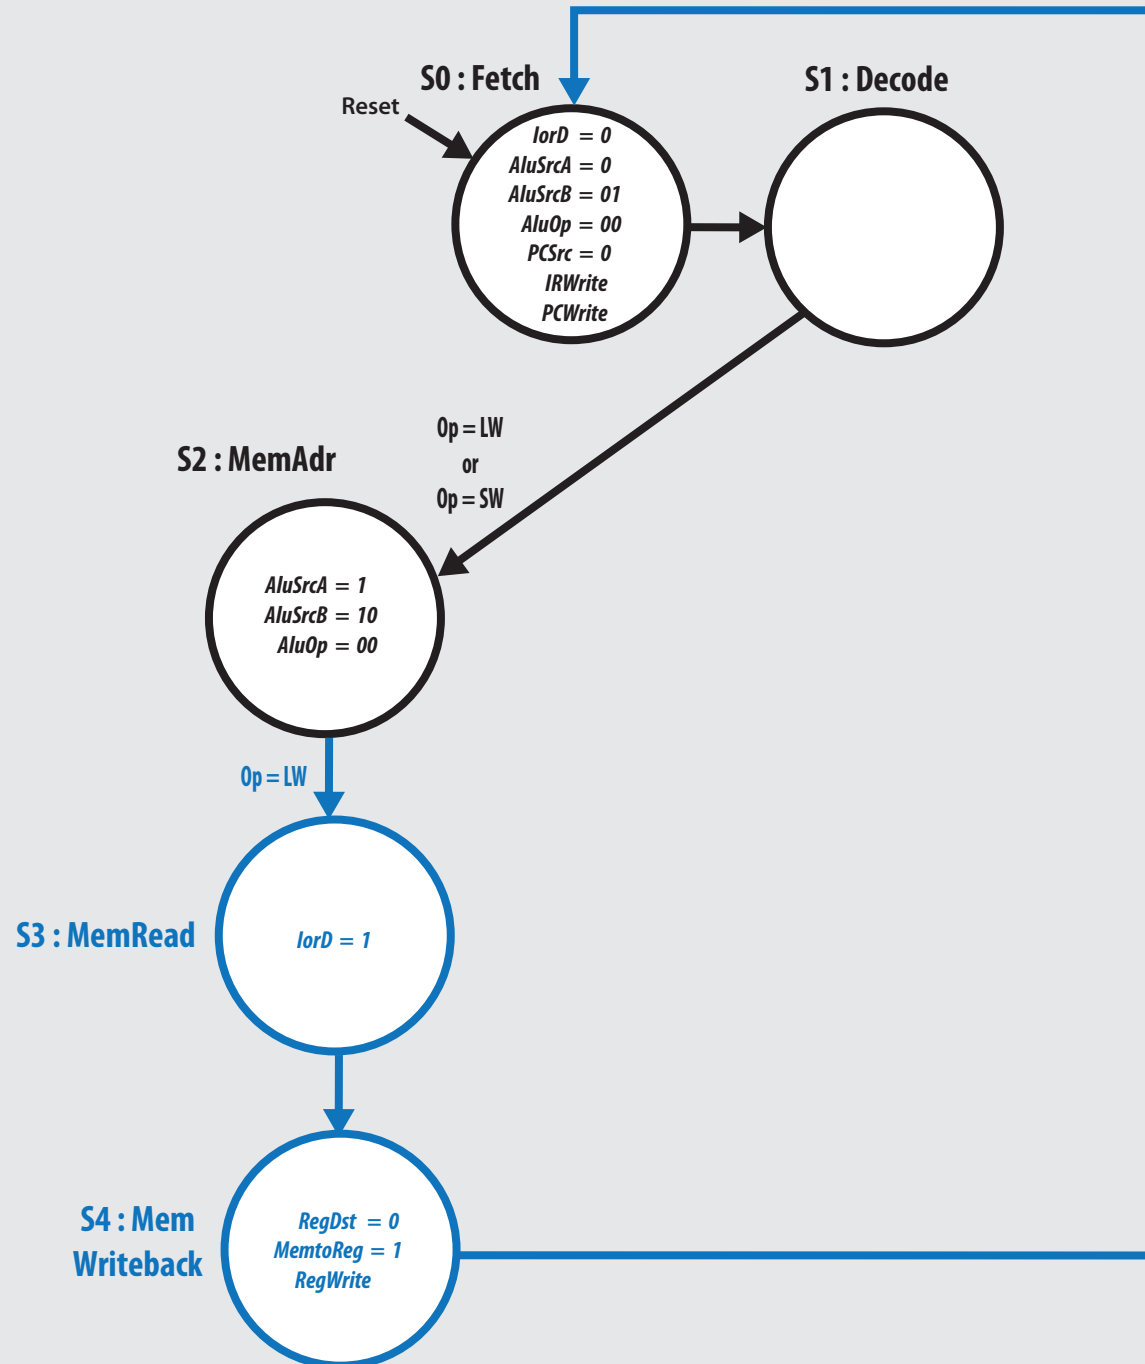 S0 : Fetch
S1 : Decode
Reset
IorD = 0
AluSrcA = 0
AluSrcB = 01
AluOp = 00
PCSrc = 0
IRWrite
PCWrite
Op = LW
or
Op = SW
S2 : MemAdr
AluSrcA = 1
AluSrcB = 10
AluOp = 00
Op = LW
S3 : MemRead
IorD = 1
S4 : Mem
Writeback
RegDst = 0
MemtoReg = 1
RegWrite